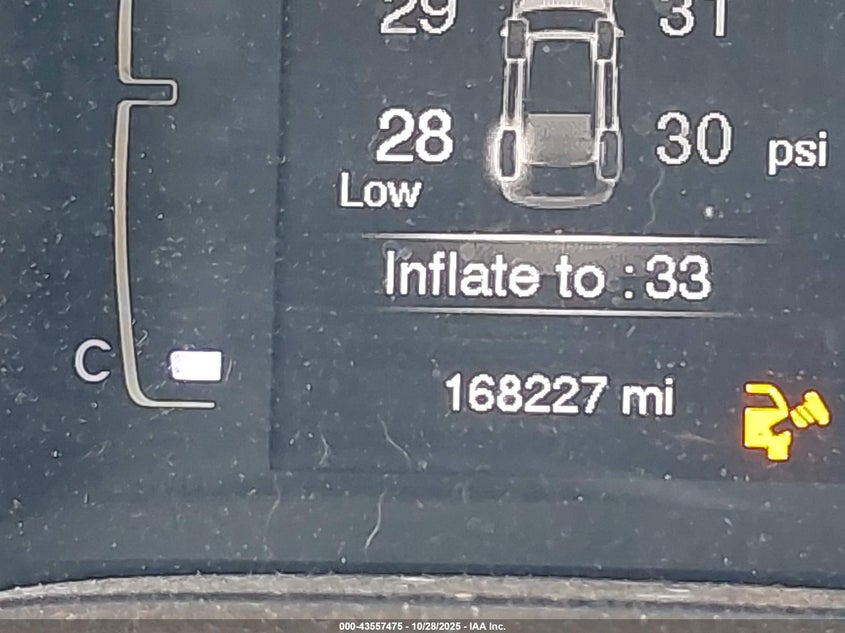 29 31
28 30 psi
Low
Inflate to : 33
C
168227 mi
000-43557475 - 10/28/2025 - IAA Inc.